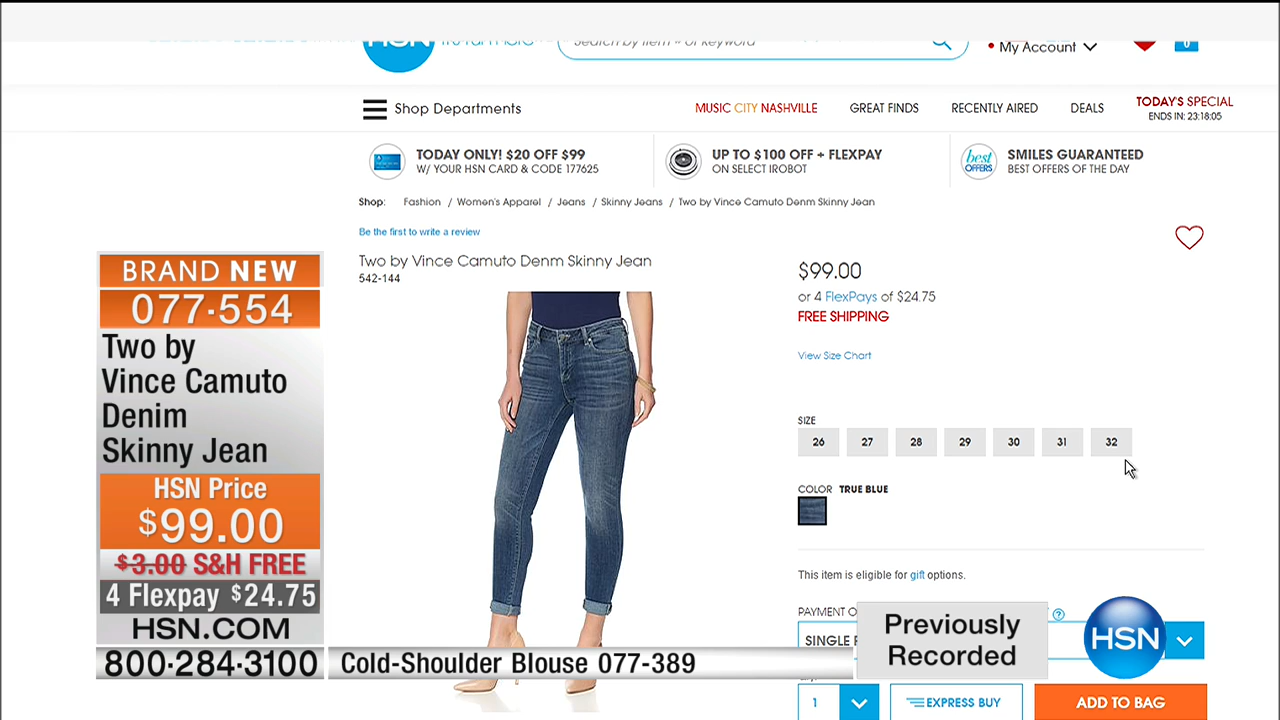 HSN
Search by item # or keyword
My Account
0
Shop Departments
MUSIC CITY NASHVILLE
GREAT FINDS
RECENTLY AIRED
DEALS
TODAY'S SPECIAL
ENDS IN: 23:18:05
TODAY ONLY! $20 OFF $99
W/ YOUR HSN CARD & CODE 177625
UP TO $100 OFF + FLEXPAY
ON SELECT IROBOT
best
OFFERS
SMILES GUARANTEED
BEST OFFERS OF THE DAY
Shop: Fashion / Women's Apparel / Jeans / Skinny Jeans / Two by Vince Camuto Denm Skinny Jean
Be the first to write a review
Two by Vince Camuto Denm Skinny Jean
542-144
$99.00
or 4 FlexPays of $24.75
FREE SHIPPING
View Size Chart
SIZE
26 27 28 29 30 31 32
COLOR TRUE BLUE
This item is eligible for gift options.
PAYMENT O
?
SINGLE P
1
EXPRESS BUY
ADD TO BAG
BRAND NEW
077-554
Two by
Vince Camuto
Denim
Skinny Jean
HSN Price
$99.00
$3.00 S&H FREE
4 Flexpay $24.75
HSN.COM
800-284-3100
Cold-Shoulder Blouse 077-389
Previously
Recorded
HSN